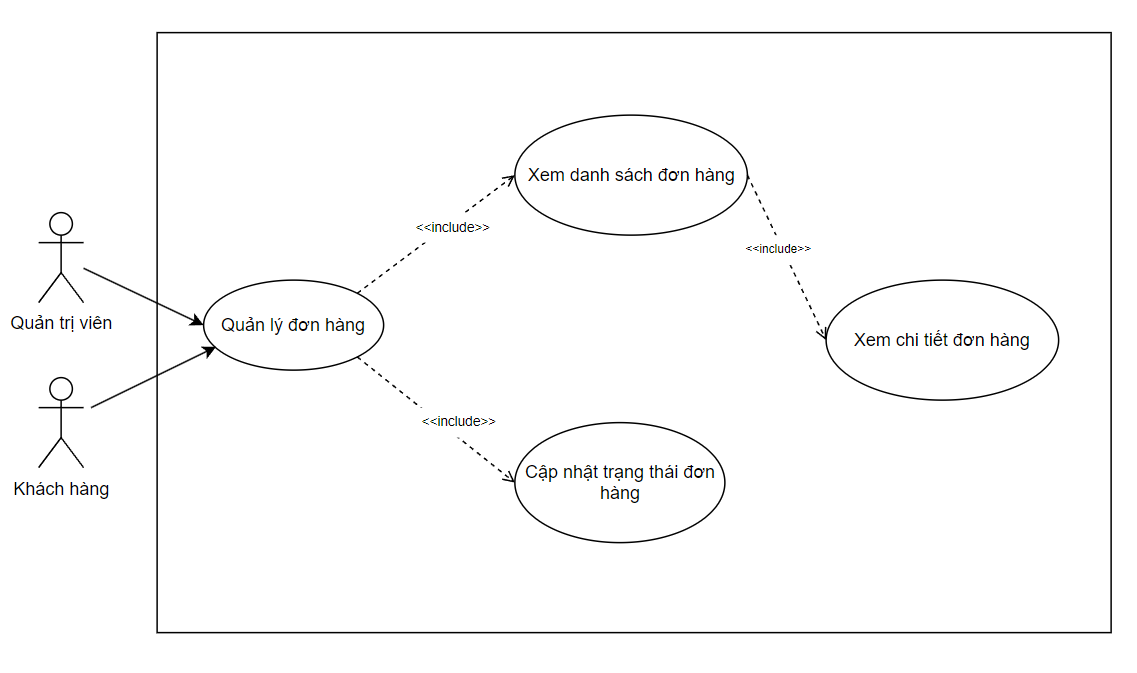 Xem danh sách đơn hàng
<<include>>
<<include>>
Quản trị viên
Quản lý đơn hàng
Xem chi tiết đơn hàng
<<include>>
Cập nhật trạng thái đơn
hàng
Khách hàng